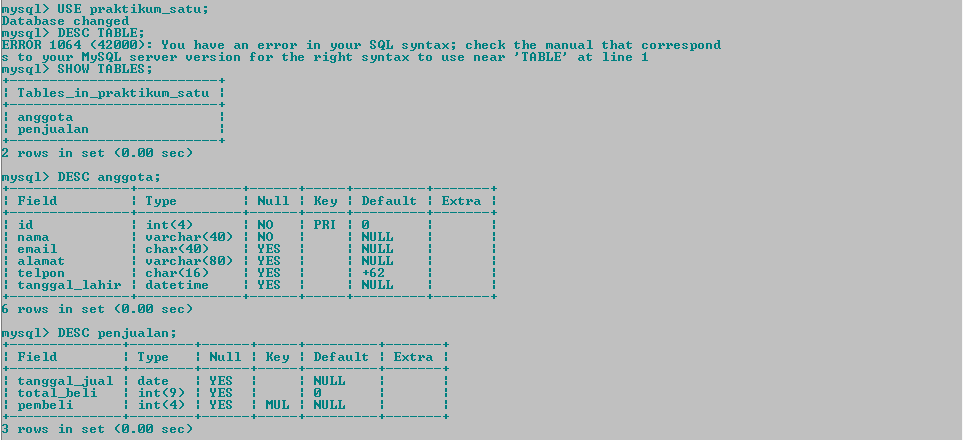 mysql> USE praktikum_satu;
Database changed
mysql> DESC TABLE;
ERROR 1064 (42000): You have an error in your SQL syntax; check the manual that correspond
s to your MySQL server version for the right syntax to use near 'TABLE' at line 1
mysql> SHOW TABLES;
+--------------------------+
| Tables_in_praktikum_satu |
+--------------------------+
| anggota                  |
| penjualan                |
+--------------------------+
2 rows in set (0.00 sec)
mysql> DESC anggota;
+---------------+-------------+------+-----+---------+-------+
| Field         | Type        | Null | Key | Default | Extra |
+---------------+-------------+------+-----+---------+-------+
| id            | int(4)      | NO   | PRI | 0       |       |
| nama          | varchar(40) | NO   |     | NULL    |       |
| email         | char(40)    | YES  |     | NULL    |       |
| alamat        | varchar(80) | YES  |     | NULL    |       |
| telpon        | char(16)    | YES  |     | +62     |       |
| tanggal_lahir | datetime    | YES  |     | NULL    |       |
+---------------+-------------+------+-----+---------+-------+
6 rows in set (0.00 sec)
mysql> DESC penjualan;
+--------------+--------+------+-----+---------+-------+
| Field        | Type   | Null | Key | Default | Extra |
+--------------+--------+------+-----+---------+-------+
| tanggal_jual | date   | YES  |     | NULL    |       |
| total_beli   | int(9) | YES  |     | 0       |       |
| pembeli      | int(4) | YES  | MUL | NULL    |       |
+--------------+--------+------+-----+---------+-------+
3 rows in set (0.00 sec)